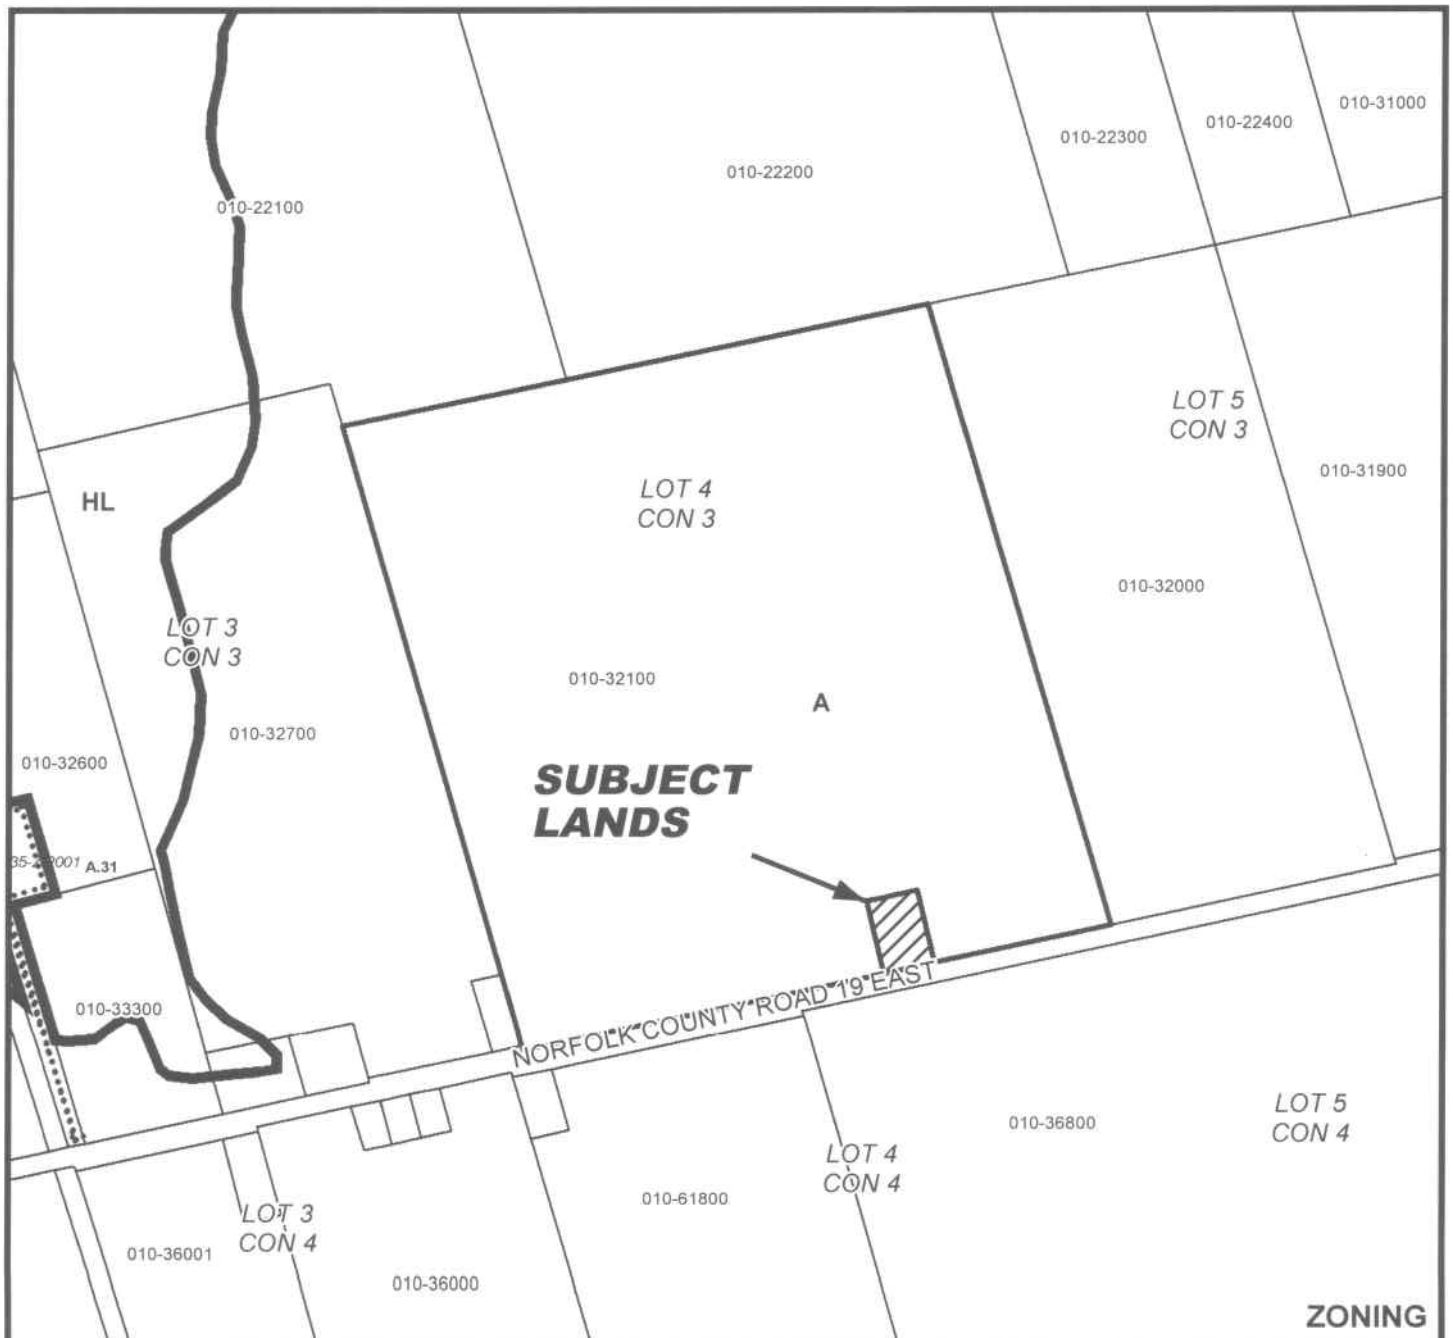 010-31000
010-22400
010-22300
010-22200
010-22100
LOT 5
CON 3
010-31900
LOT 4
CON 3
HL
010-32000
LOT 3
CON 3
010-32100
A
010-32700
010-32600
SUBJECT
LANDS
A.31
010-33300
NORFOLK COUNTY ROAD 19 EAST
LOT 5
CON 4
010-36800
LOT 4
CON 4
010-61800
LOT 3
CON 4
010-36001
010-36000
ZONING